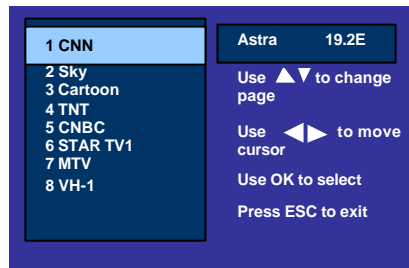 1 CNN
2 Sky
3 Cartoon
4 TNT
5 CNBC
6 STAR TV1
7 MTV
8 VH-1
Astra 19.2E
Use ▲▼to change
page
Use ◀▶ to move
cursor
Use OK to select
Press ESC to exit